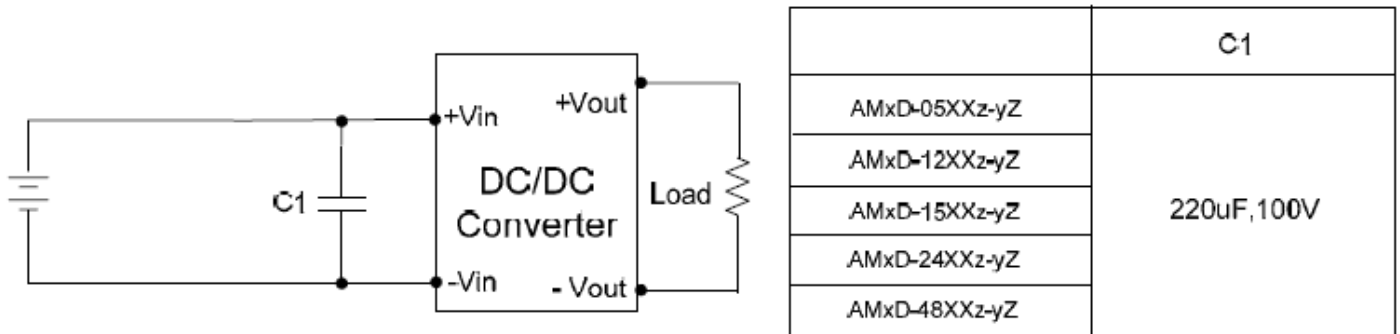 +Vin
+Vout
DC/DC
Converter
-Vin
- Vout
C1
Load
C1
AMxD-05XXz-yZ
AMxD-12XXz-yZ
AMxD-15XXz-yZ
AMxD-24XXz-yZ
AMxD-48XXz-yZ
220uF,100V